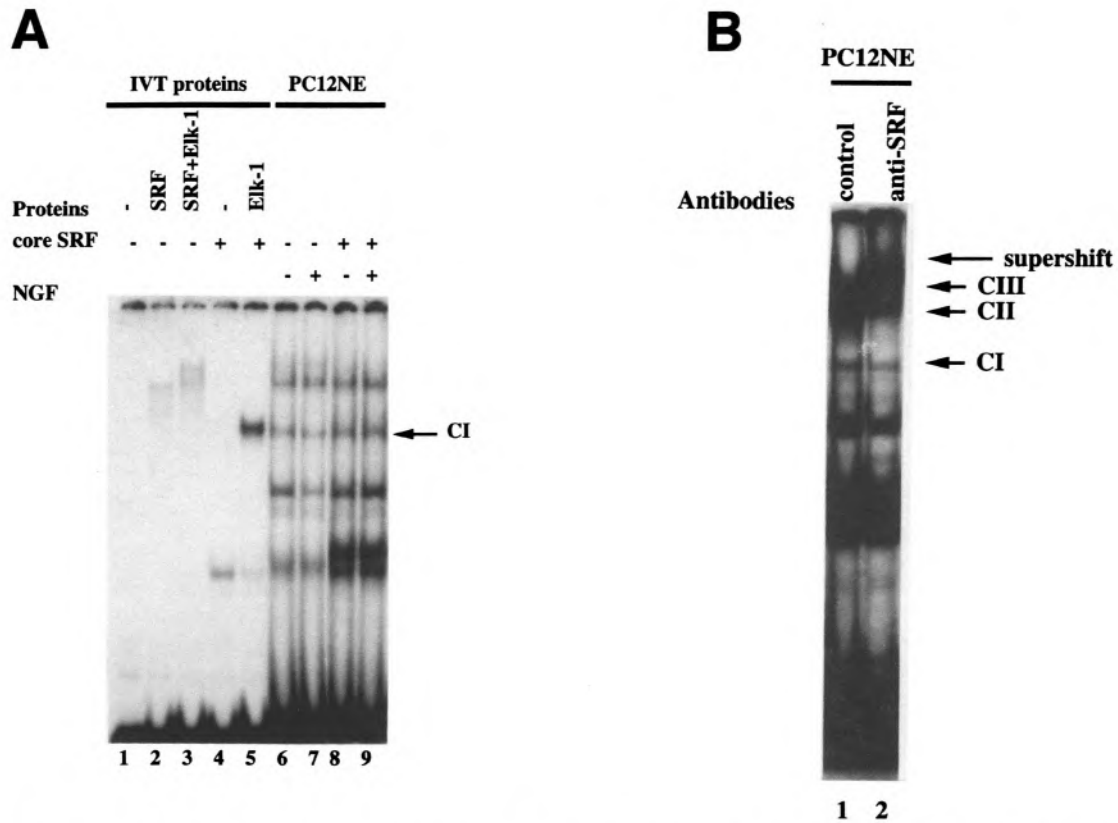 A
IVT proteins PC12NE
Proteins - SRF SRF+Elk-1 - Elk-1
core SRF - - - + + - - + +
NGF - + - +
CI
1 2 3 4 5 6 7 8 9
B
PC12NE
Antibodies control anti-SRF
supershift
CIII
CII
CI
1 2